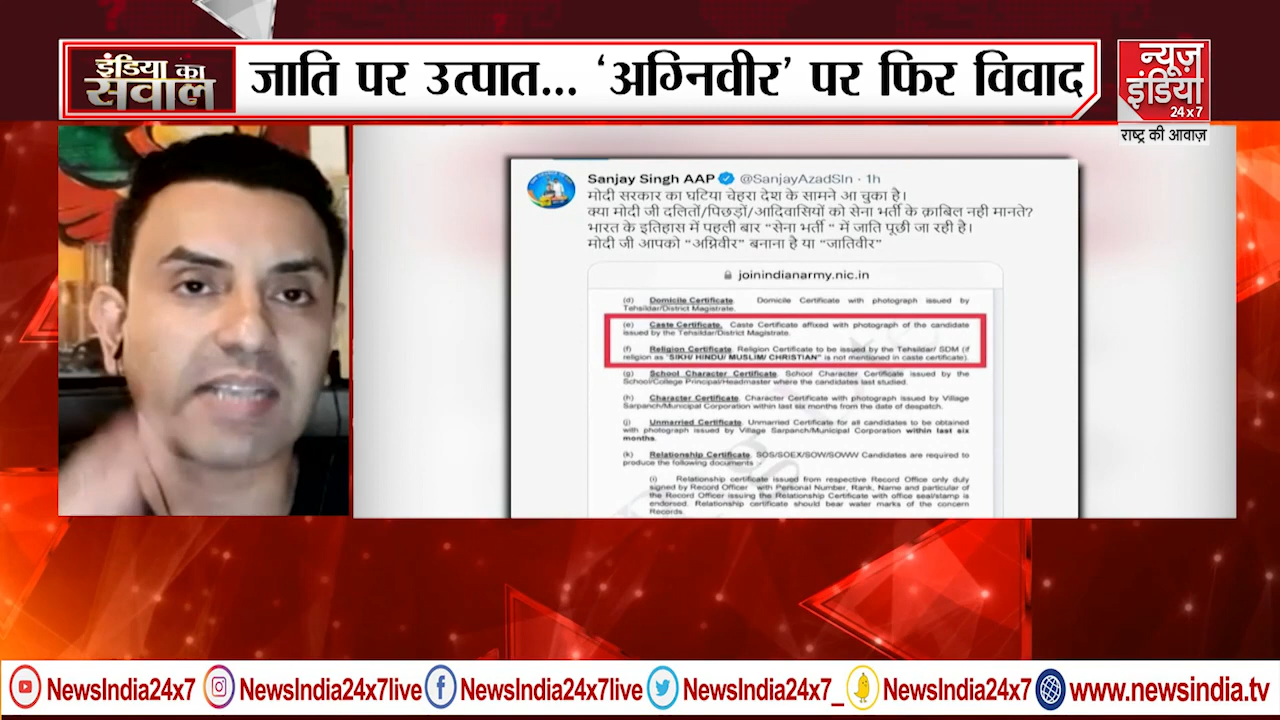 इंडिया का
सवाल
जाति पर उत्पात... ‘अग्निवीर’ पर फिर विवाद
न्यूज़
इंडिया
24x7
राष्ट्र की आवाज़
Sanjay Singh AAP @SanjayAzadSln · 1h
मोदी सरकार का घटिया चेहरा देश के सामने आ चुका है।
क्या मोदी जी दलितों/पिछड़ों/आदिवासियों को सेना भर्ती के क़ाबिल नही मानते?
भारत के इतिहास में पहली बार “सेना भर्ती “ में जाति पूछी जा रही है।
मोदी जी आपको “अग्निवीर” बनाना है या “जातिवीर”
joinindianarmy.nic.in
(d) Domicile Certificate. Domicile Certificate with photograph issued by
Tehsildar/District Magistrate.
(e) Caste Certificate. Caste Certificate affixed with photograph of the candidate
issued by the Tehsildar/District Magistrate.
(f) Religion Certificate. Religion Certificate to be issued by the Tehsildar/ SDM (if
religion as "SIKH/ HINDU/ MUSLIM/ CHRISTIAN" is not mentioned in caste certificate).
(g) School Character Certificate. School Character Certificate issued by the
School/College Principal/Headmaster where the candidates last studied.
(h) Character Certificate. Character Certificate with photograph issued by Village
Sarpanch/Municipal Corporation within last six months from the date of despatch.
(j) Unmarried Certificate. Unmarried Certificate for all candidates to be obtained
with photograph issued by Village Sarpanch/Municipal Corporation within last six
months.
(k) Relationship Certificate. SOS/SOEX/SOW/SOWW Candidates are required to
produce the following documents
(i) Relationship certificate issued from respective Record Office only duly
signed by Record Officer with Personal Number, Rank, Name and particular of
the Record Officer issuing the Relationship Certificate with office seal/stamp is
endorsed. Relationship certificate should bear water marks of the concern
Records.
NewsIndia24x7 NewsIndia24x7live NewsIndia24x7live NewsIndia24x7_ NewsIndia24x7 www.newsindia.tv